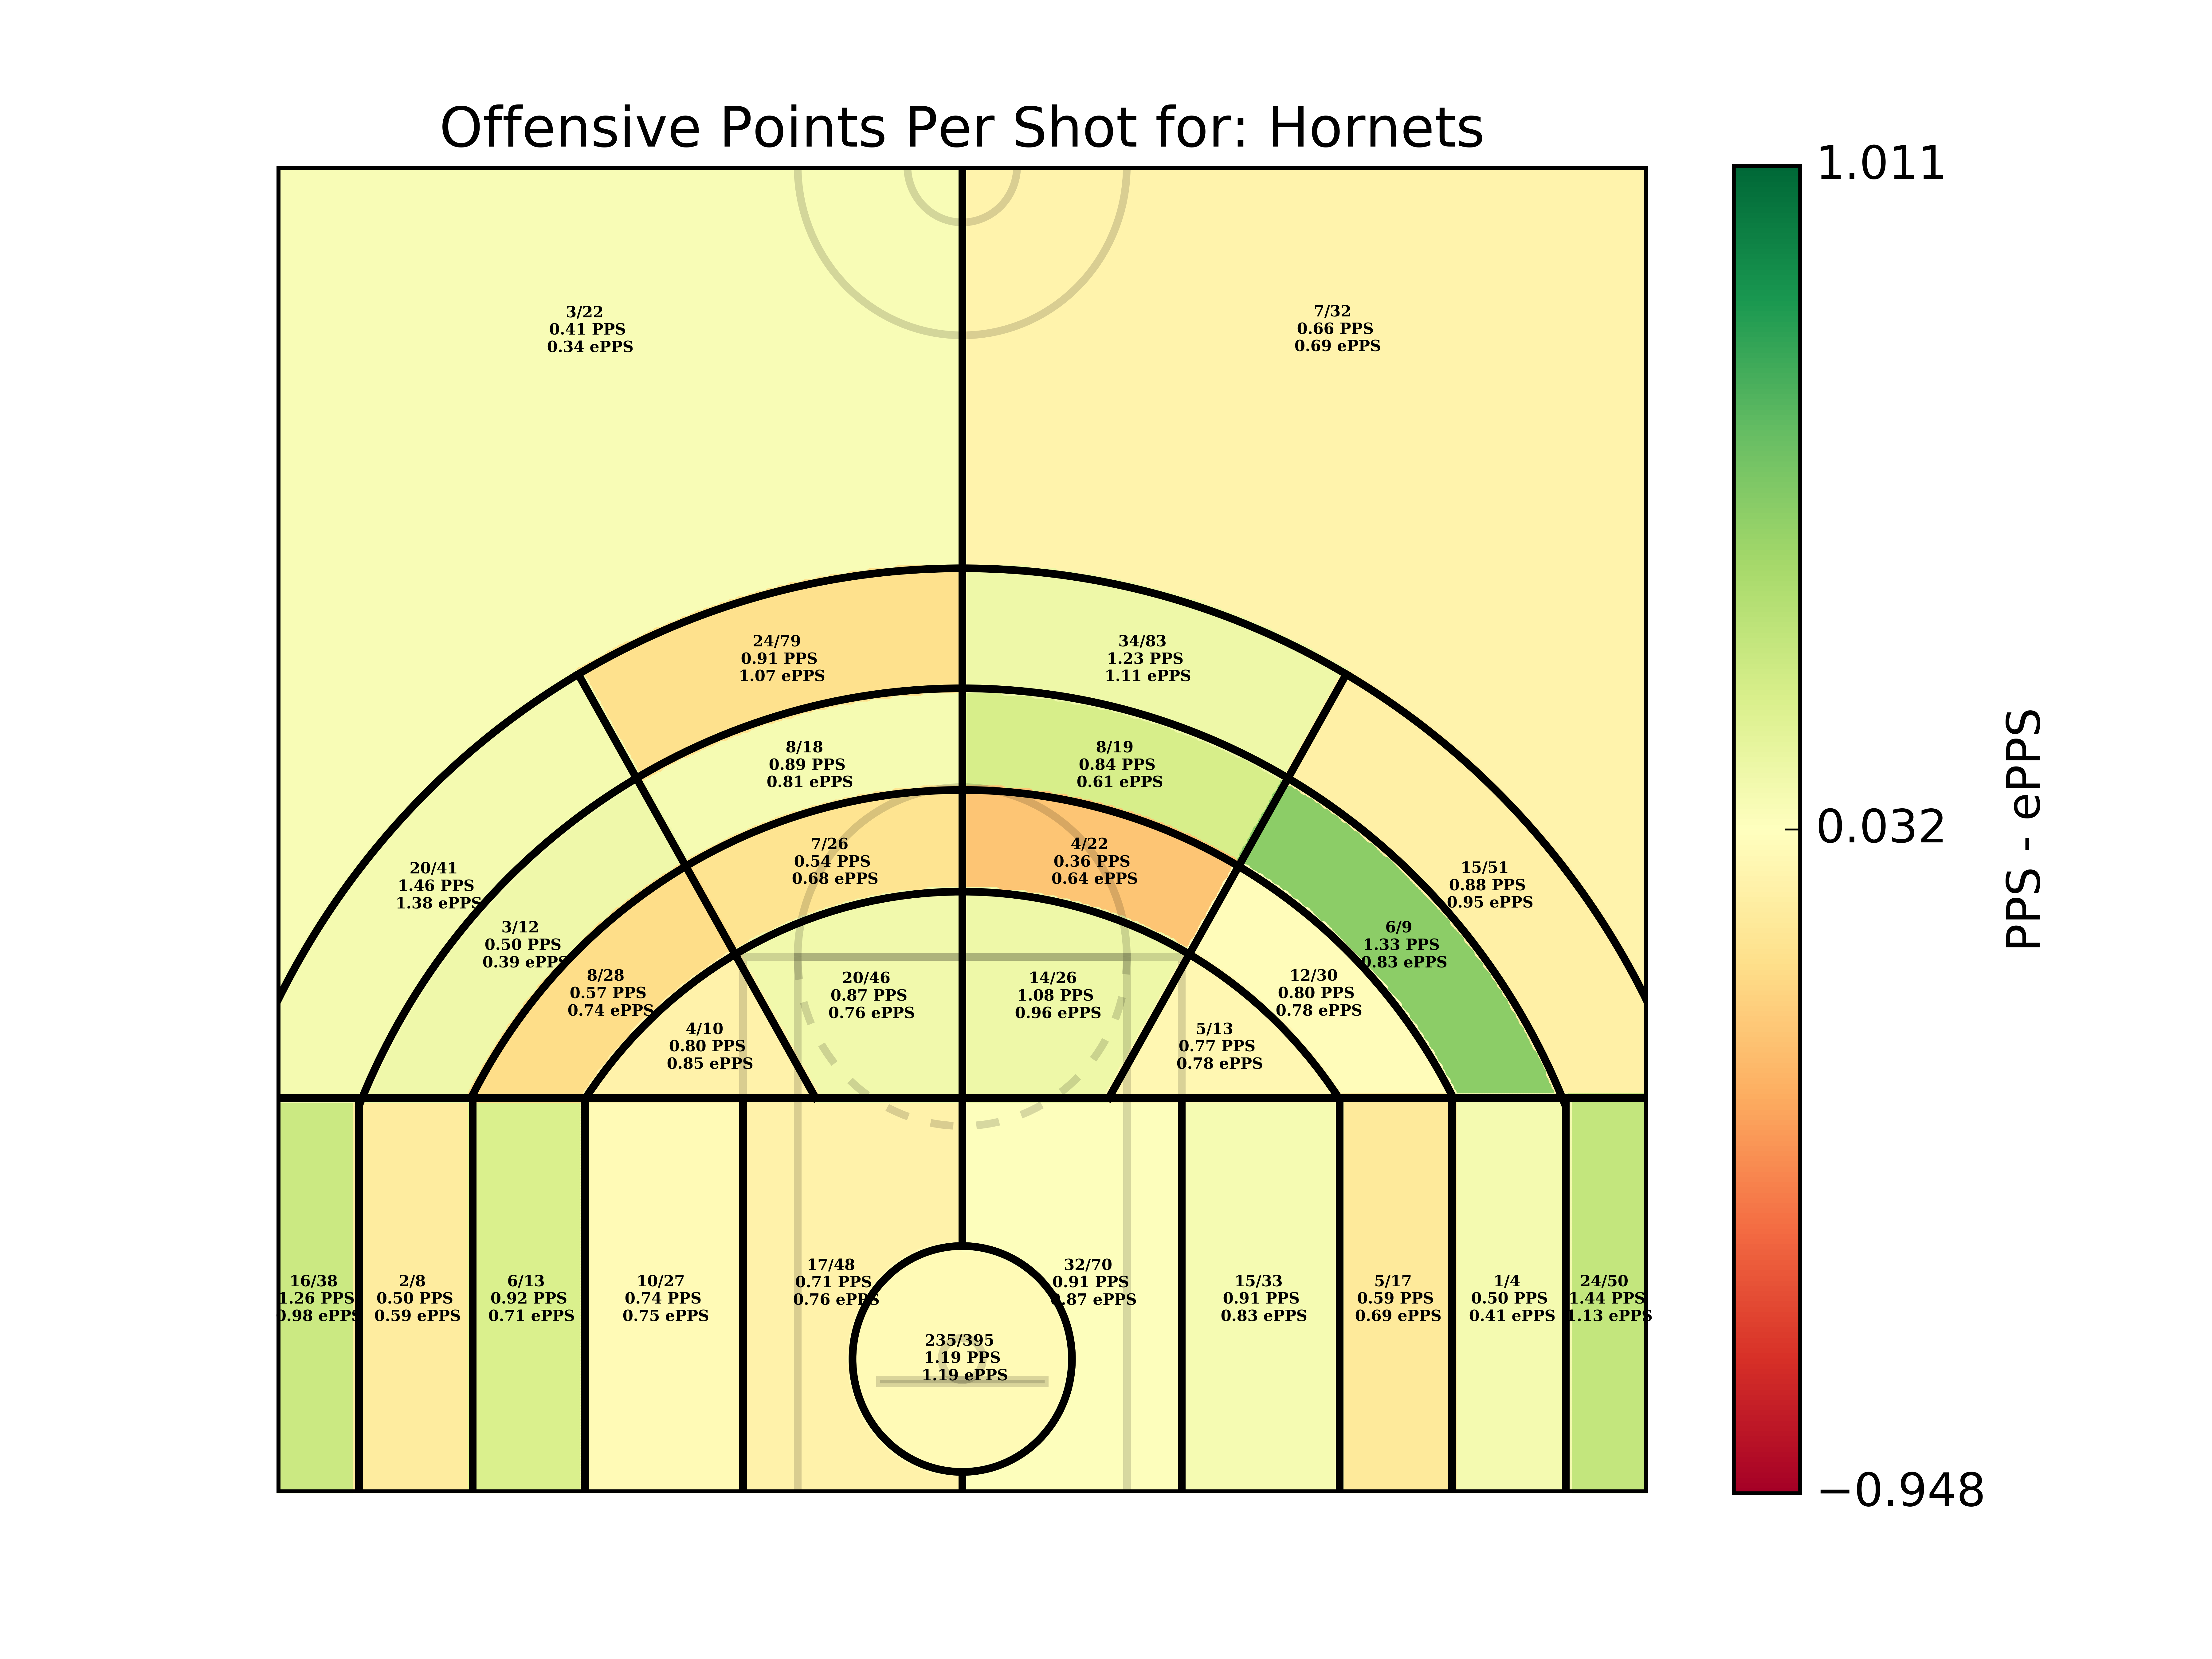 Offensive Points Per Shot for: Hornets
1.011
3/22
0.41 PPS
0.34 ePPS
7/32
0.66 PPS
0.69 ePPS
24/79
0.91 PPS
1.07 ePPS
34/83
1.23 PPS
1.11 ePPS
8/18
0.89 PPS
0.81 ePPS
8/19
0.84 PPS
0.61 ePPS
0.032
PPS - ePPS
7/26
0.54 PPS
0.68 ePPS
4/22
0.36 PPS
0.64 ePPS
20/41
1.46 PPS
1.38 ePPS
15/51
0.88 PPS
0.95 ePPS
3/12
0.50 PPS
0.39 ePPS
6/9
1.33 PPS
0.83 ePPS
8/28
0.57 PPS
0.74 ePPS
20/46
0.87 PPS
0.76 ePPS
14/26
1.08 PPS
0.96 ePPS
12/30
0.80 PPS
0.78 ePPS
4/10
0.80 PPS
0.85 ePPS
5/13
0.77 PPS
0.78 ePPS
16/38
1.26 PPS
0.98 ePPS
2/8
0.50 PPS
0.59 ePPS
6/13
0.92 PPS
0.71 ePPS
10/27
0.74 PPS
0.75 ePPS
17/48
0.71 PPS
0.76 ePPS
32/70
0.91 PPS
0.87 ePPS
15/33
0.91 PPS
0.83 ePPS
5/17
0.59 PPS
0.69 ePPS
1/4
0.50 PPS
0.41 ePPS
24/50
1.44 PPS
1.13 ePPS
235/395
1.19 PPS
1.19 ePPS
−0.948